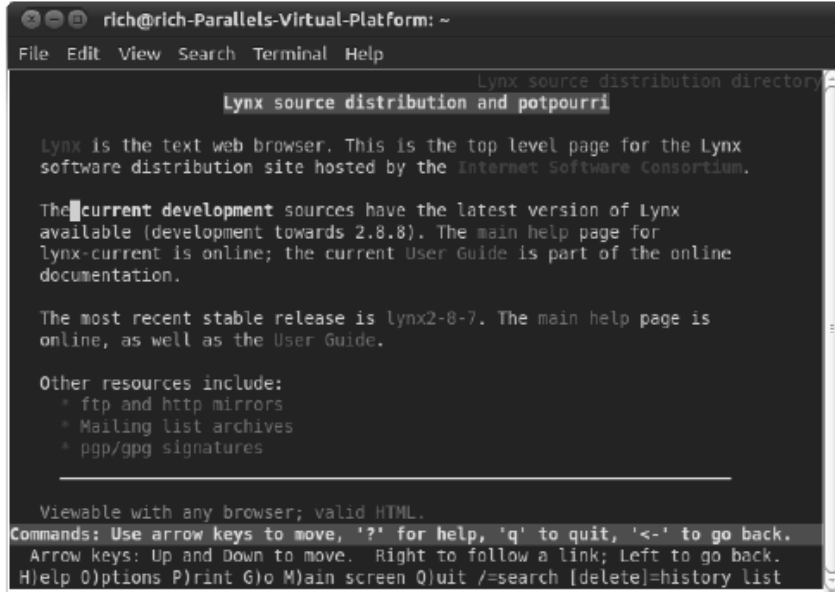 rich@rich-Parallels-Virtual-Platform: ~
File Edit View Search Terminal Help
Lynx source distribution directory
Lynx source distribution and potpourri
Lynx is the text web browser. This is the top level page for the Lynx
software distribution site hosted by the Internet Software Consortium.
The current development sources have the latest version of Lynx
available (development towards 2.8.8). The main help page for
lynx-current is online; the current User Guide is part of the online
documentation.
The most recent stable release is lynx2-8-7. The main help page is
online, as well as the User Guide.
Other resources include:
* ftp and http mirrors
* Mailing list archives
* pgp/gpg signatures
Viewable with any browser; valid HTML.
Commands: Use arrow keys to move, '?' for help, 'q' to quit, '<-' to go back.
Arrow keys: Up and Down to move. Right to follow a link; Left to go back.
H)elp O)ptions P)rint G)o M)ain screen Q)uit /=search [delete]=history list